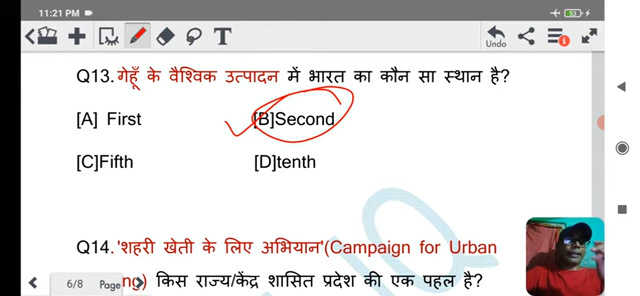 11:21 PM
53
Undo
Q13. गेहूँ के वैश्विक उत्पादन में भारत का कौन सा स्थान है?
[A] First [B]Second
[C]Fifth [D]tenth
Q14. 'शहरी खेती के लिए अभियान'(Campaign for Urban
6/8 Page ng) किस राज्य/केंद्र शासित प्रदेश की एक पहल है?